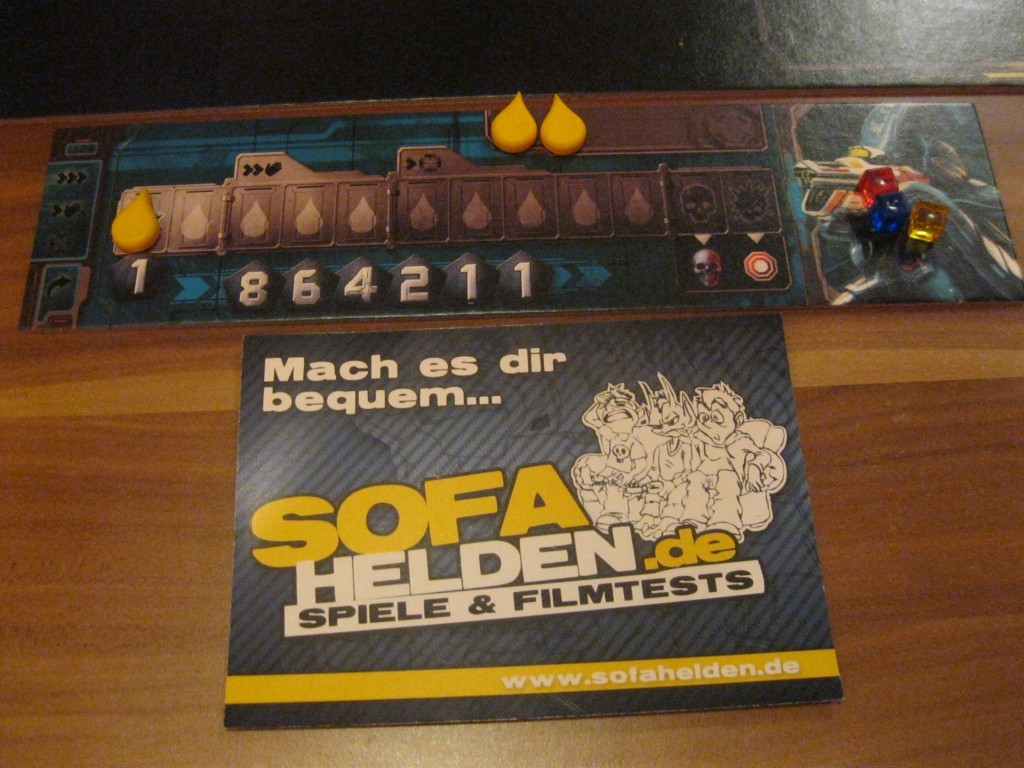 1 8 6 4 2 1 1
Mach es dir
bequem...
SOFA
HELDEN.de
SPIELE & FILMTESTS
www.sofahelden.de